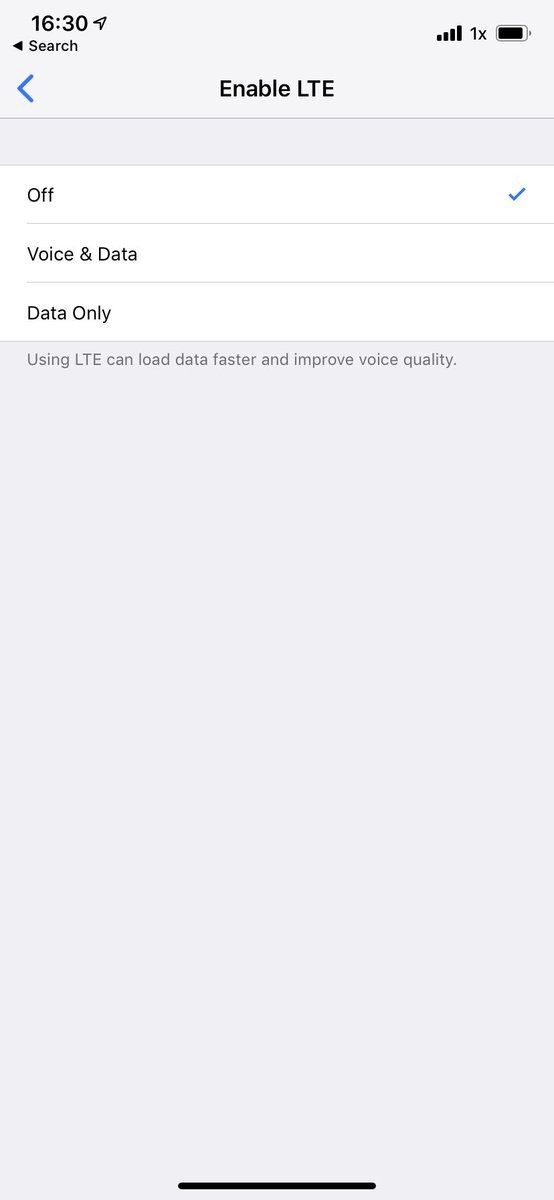 16:30
1x
Search
Enable LTE
Off
Voice & Data
Data Only
Using LTE can load data faster and improve voice quality.